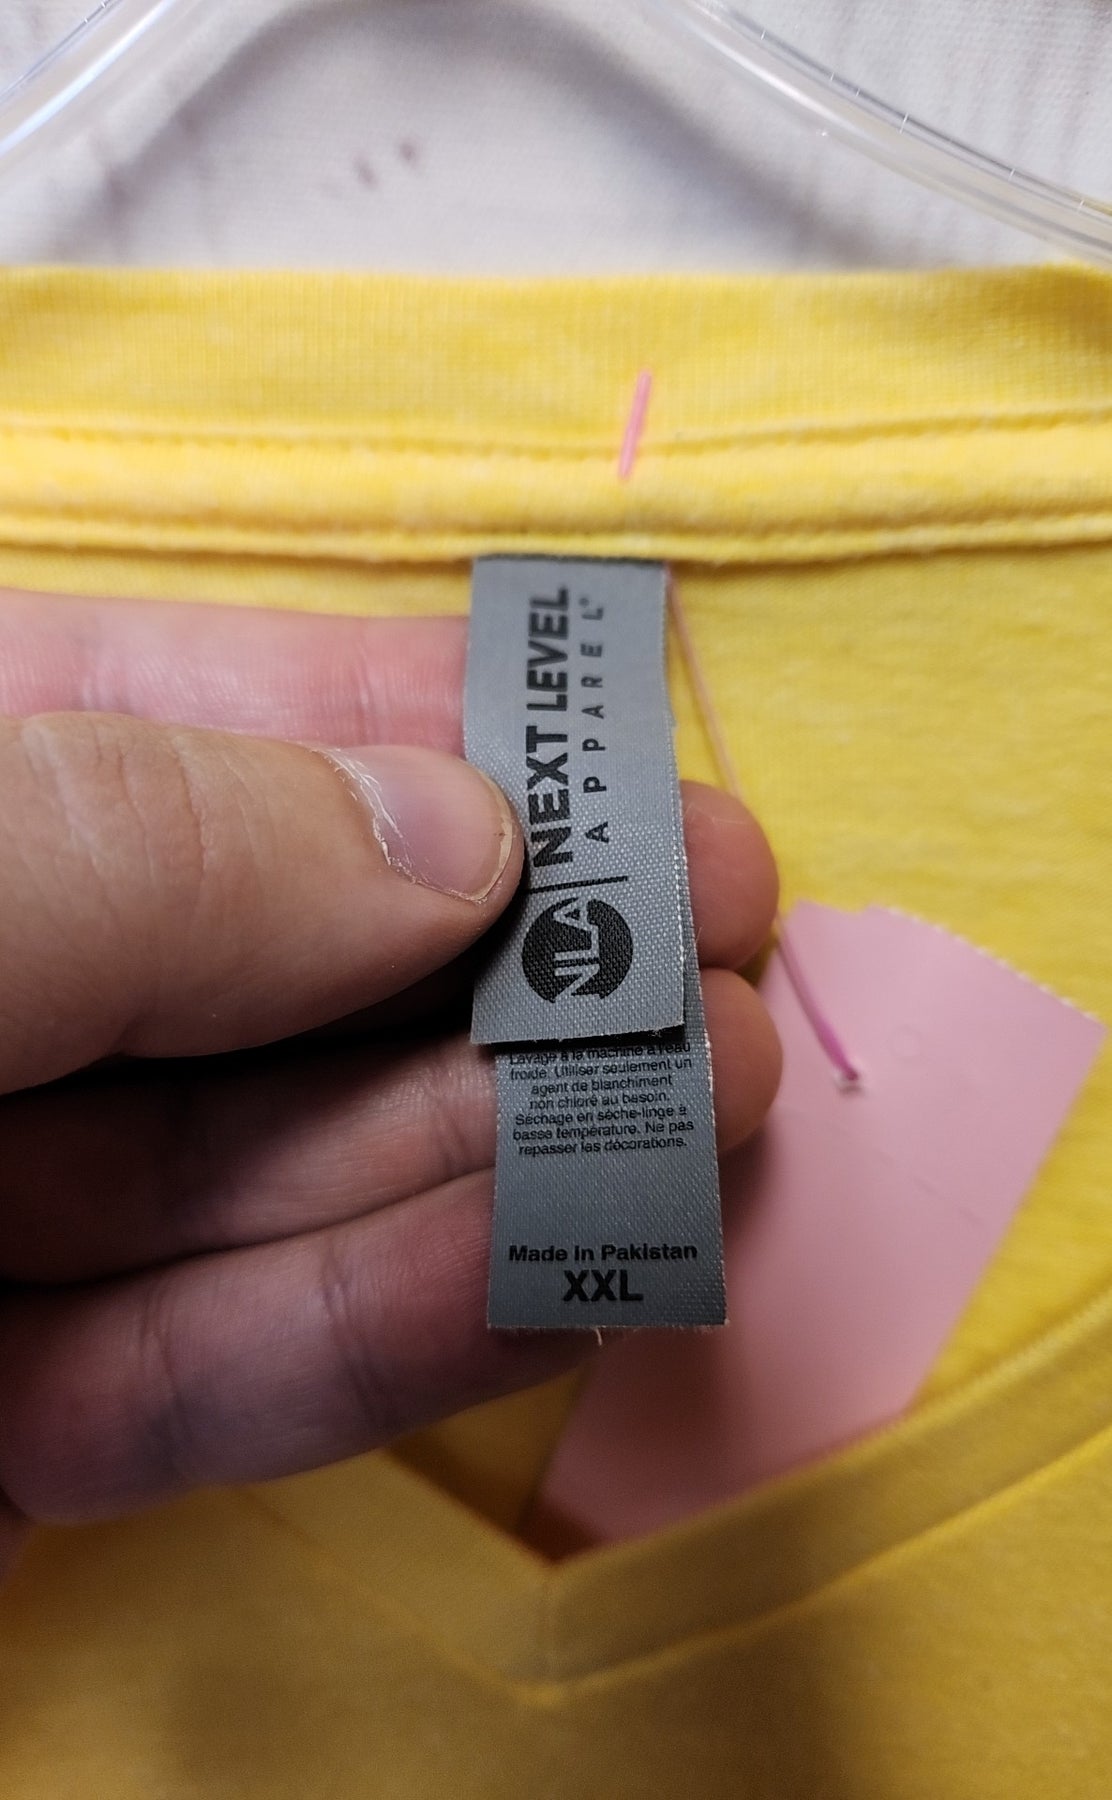 NLA
NEXT LEVEL
APPAREL®
Lavage à la machine à l'eau
froide. Utiliser seulement un
agent de blanchiment
non chloré au besoin.
Séchage en sèche-linge à
basse température. Ne pas
repasser les décorations.
Made In Pakistan
XXL